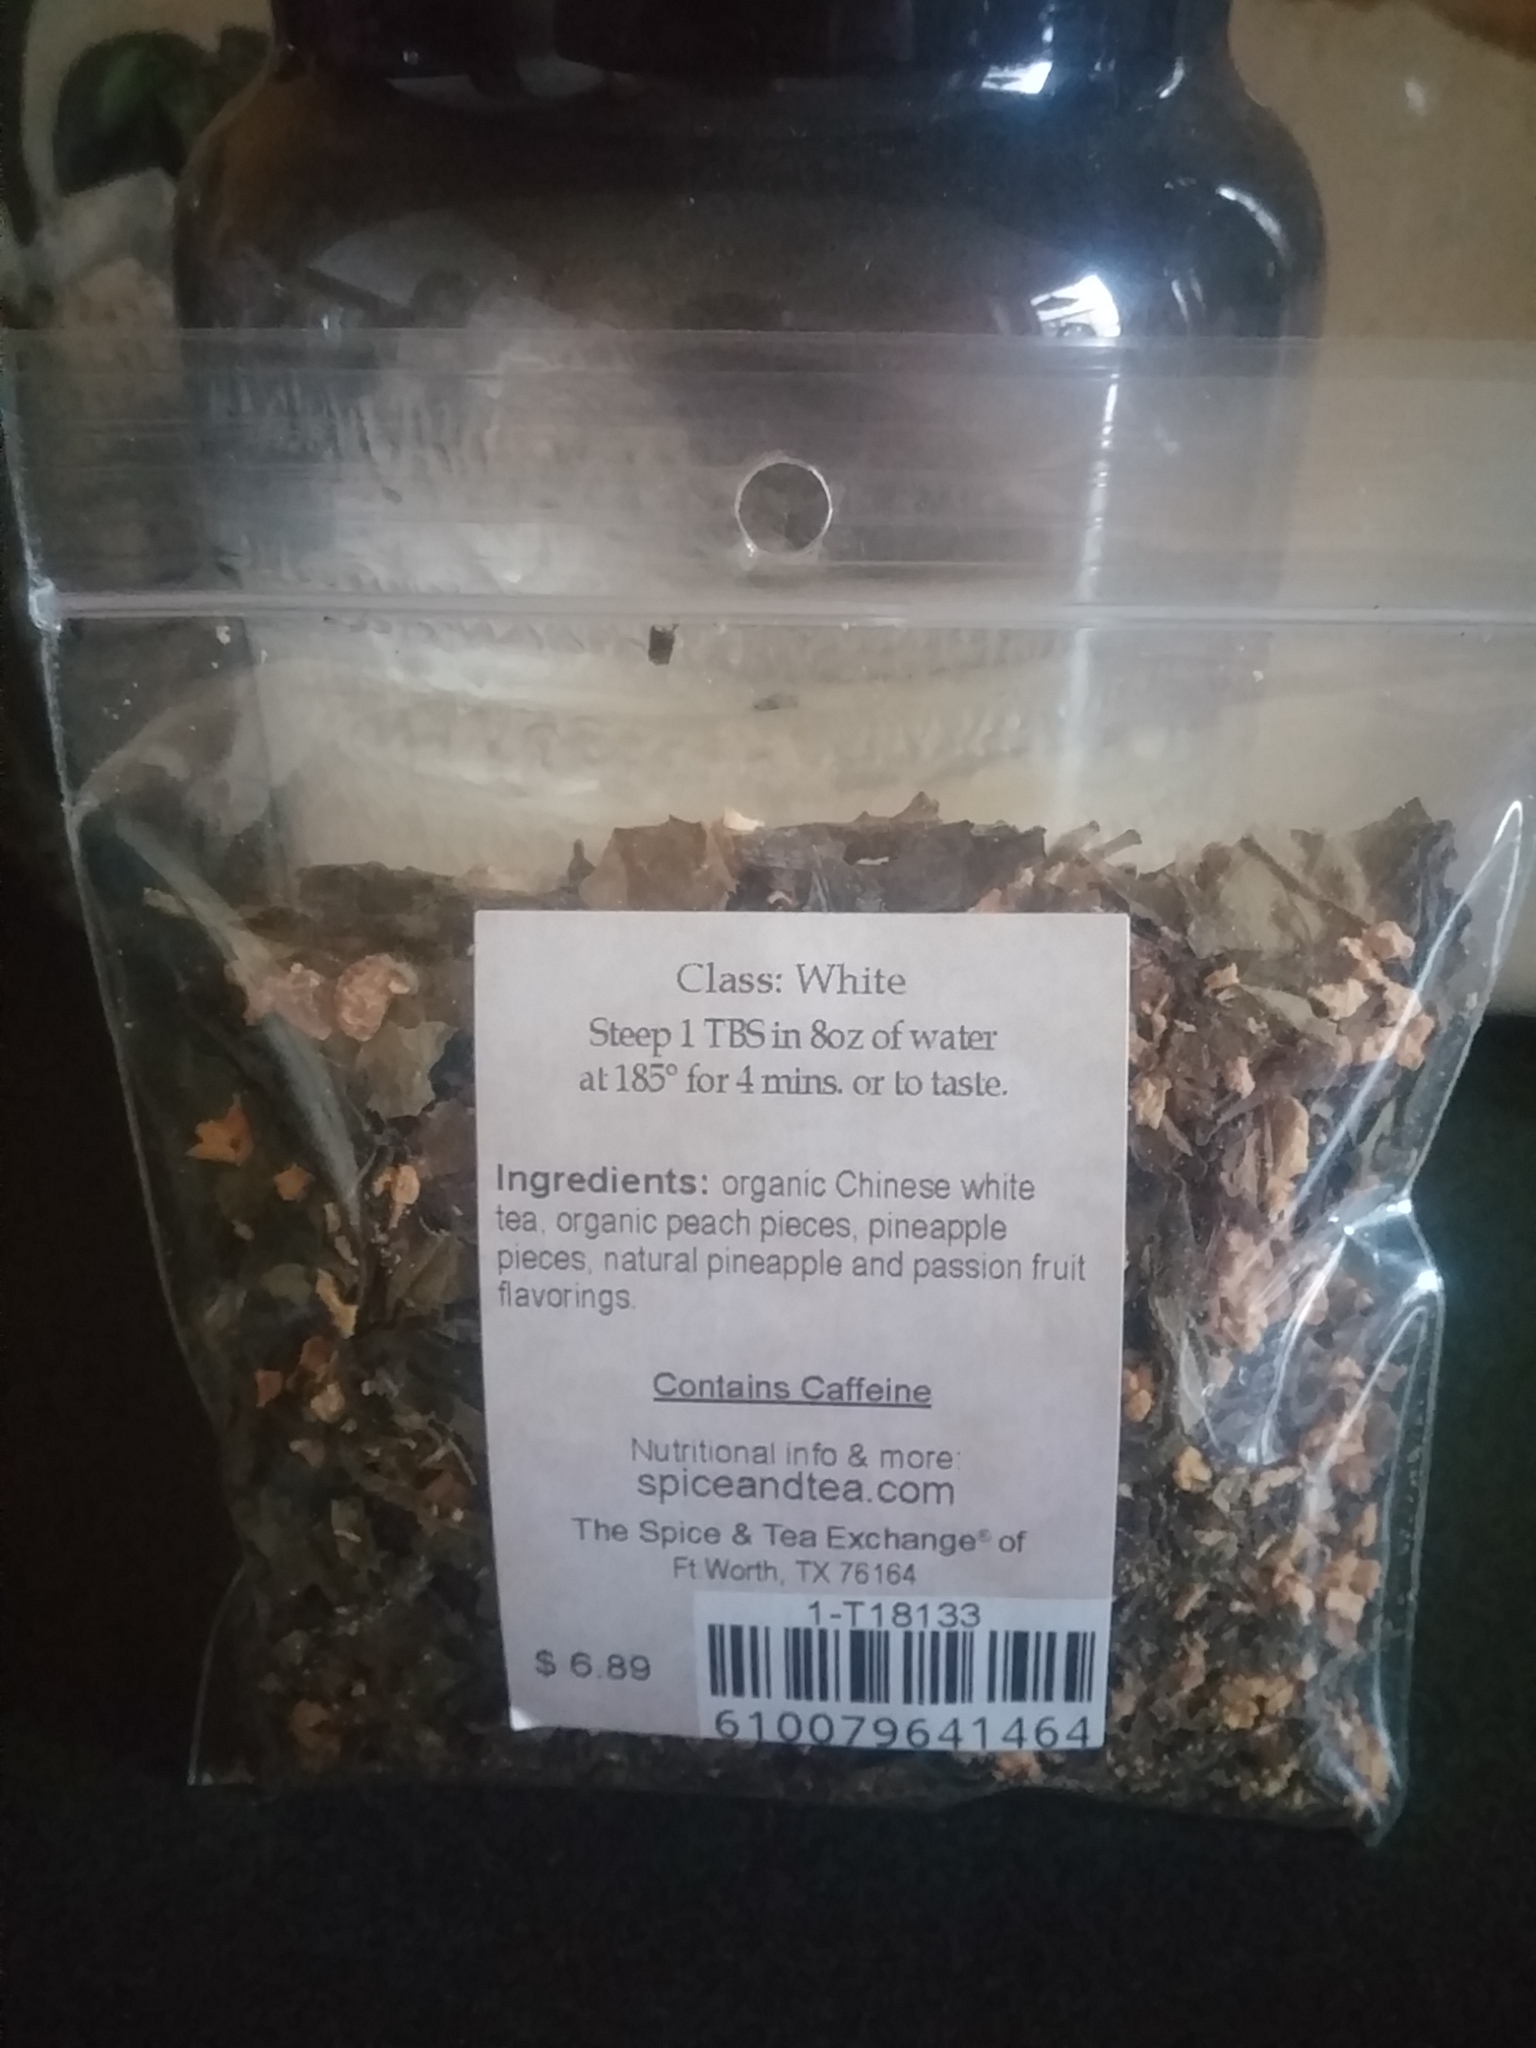 Class: White
Steep 1 TBS in 8oz of water
at 185° for 4 mins. or to taste.
Ingredients: organic Chinese white
tea, organic peach pieces, pineapple
pieces, natural pineapple and passion fruit
flavorings.
Contains Caffeine
Nutritional info & more:
spiceandtea.com
The Spice & Tea Exchange® of
Ft Worth, TX 76164
1-T18133
$ 6.89
610079641464